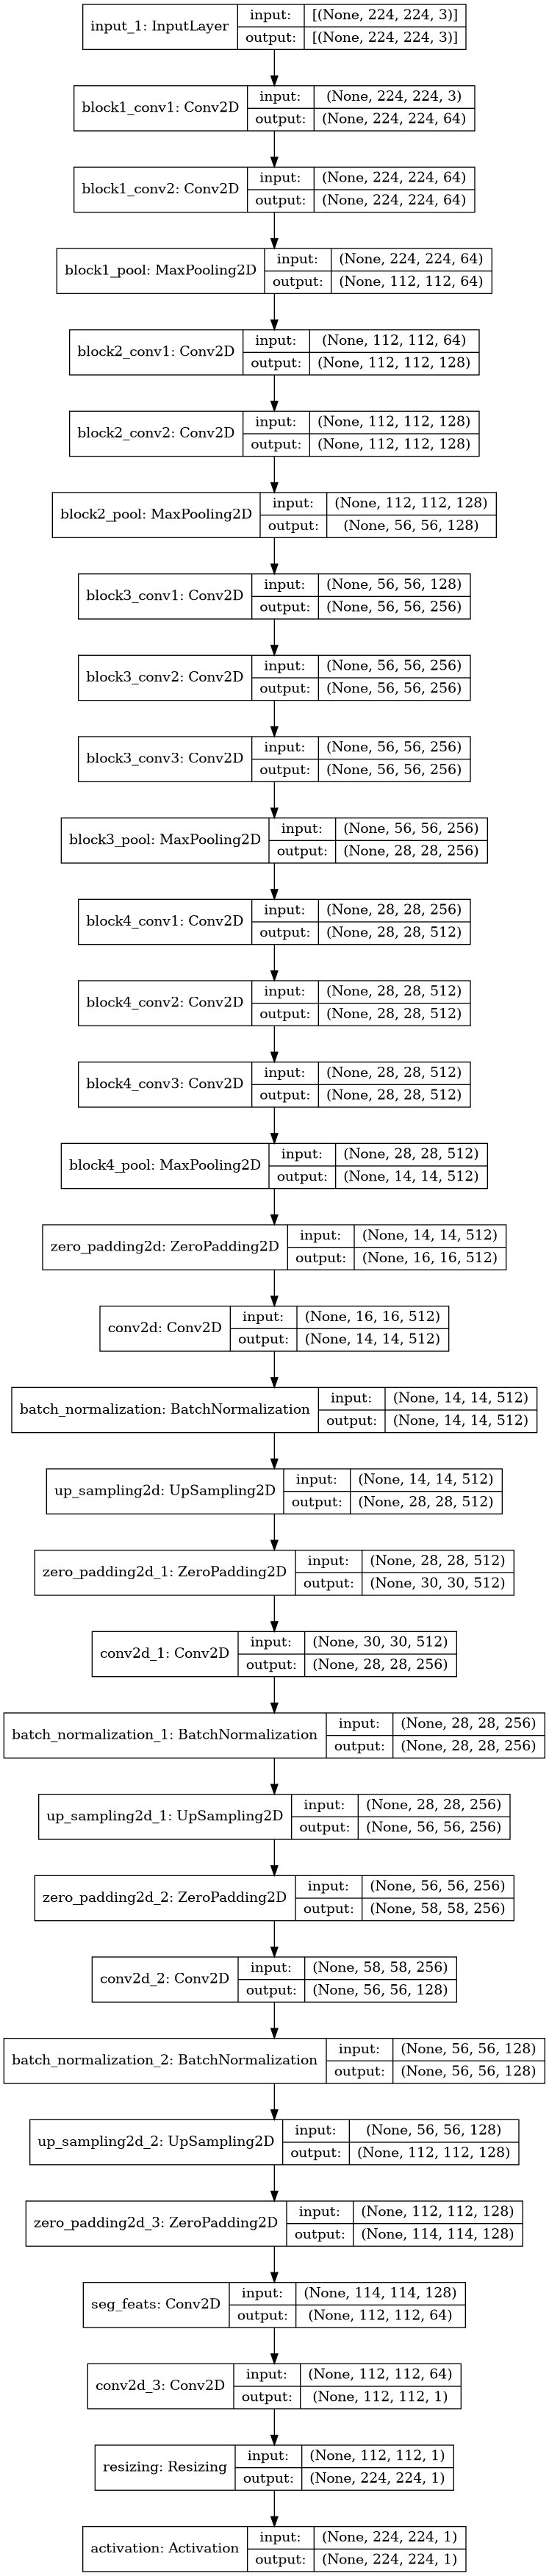 input_1: InputLayer
input: [(None, 224, 224, 3)]
output: [(None, 224, 224, 3)]
block1_conv1: Conv2D
input: (None, 224, 224, 3)
output: (None, 224, 224, 64)
block1_conv2: Conv2D
input: (None, 224, 224, 64)
output: (None, 224, 224, 64)
block1_pool: MaxPooling2D
input: (None, 224, 224, 64)
output: (None, 112, 112, 64)
block2_conv1: Conv2D
input: (None, 112, 112, 64)
output: (None, 112, 112, 128)
block2_conv2: Conv2D
input: (None, 112, 112, 128)
output: (None, 112, 112, 128)
block2_pool: MaxPooling2D
input: (None, 112, 112, 128)
output: (None, 56, 56, 128)
block3_conv1: Conv2D
input: (None, 56, 56, 128)
output: (None, 56, 56, 256)
block3_conv2: Conv2D
input: (None, 56, 56, 256)
output: (None, 56, 56, 256)
block3_conv3: Conv2D
input: (None, 56, 56, 256)
output: (None, 56, 56, 256)
block3_pool: MaxPooling2D
input: (None, 56, 56, 256)
output: (None, 28, 28, 256)
block4_conv1: Conv2D
input: (None, 28, 28, 256)
output: (None, 28, 28, 512)
block4_conv2: Conv2D
input: (None, 28, 28, 512)
output: (None, 28, 28, 512)
block4_conv3: Conv2D
input: (None, 28, 28, 512)
output: (None, 28, 28, 512)
block4_pool: MaxPooling2D
input: (None, 28, 28, 512)
output: (None, 14, 14, 512)
zero_padding2d: ZeroPadding2D
input: (None, 14, 14, 512)
output: (None, 16, 16, 512)
conv2d: Conv2D
input: (None, 16, 16, 512)
output: (None, 14, 14, 512)
batch_normalization: BatchNormalization
input: (None, 14, 14, 512)
output: (None, 14, 14, 512)
up_sampling2d: UpSampling2D
input: (None, 14, 14, 512)
output: (None, 28, 28, 512)
zero_padding2d_1: ZeroPadding2D
input: (None, 28, 28, 512)
output: (None, 30, 30, 512)
conv2d_1: Conv2D
input: (None, 30, 30, 512)
output: (None, 28, 28, 256)
batch_normalization_1: BatchNormalization
input: (None, 28, 28, 256)
output: (None, 28, 28, 256)
up_sampling2d_1: UpSampling2D
input: (None, 28, 28, 256)
output: (None, 56, 56, 256)
zero_padding2d_2: ZeroPadding2D
input: (None, 56, 56, 256)
output: (None, 58, 58, 256)
conv2d_2: Conv2D
input: (None, 58, 58, 256)
output: (None, 56, 56, 128)
batch_normalization_2: BatchNormalization
input: (None, 56, 56, 128)
output: (None, 56, 56, 128)
up_sampling2d_2: UpSampling2D
input: (None, 56, 56, 128)
output: (None, 112, 112, 128)
zero_padding2d_3: ZeroPadding2D
input: (None, 112, 112, 128)
output: (None, 114, 114, 128)
seg_feats: Conv2D
input: (None, 114, 114, 128)
output: (None, 112, 112, 64)
conv2d_3: Conv2D
input: (None, 112, 112, 64)
output: (None, 112, 112, 1)
resizing: Resizing
input: (None, 112, 112, 1)
output: (None, 224, 224, 1)
activation: Activation
input: (None, 224, 224, 1)
output: (None, 224, 224, 1)